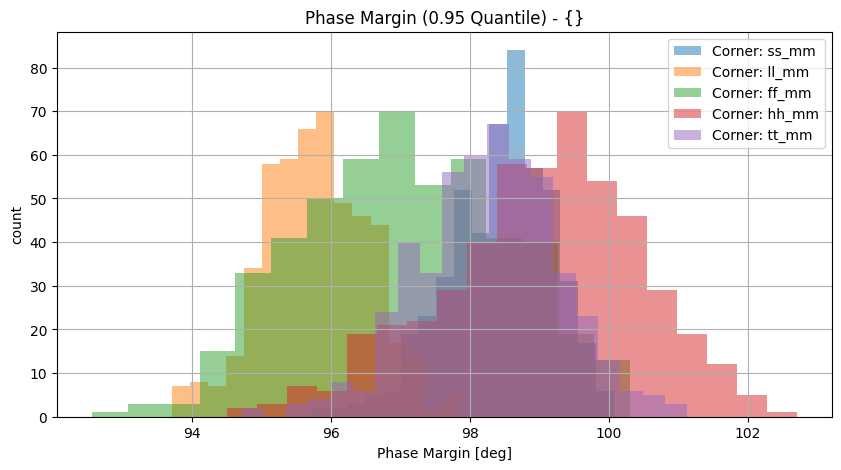 Phase Margin (0.95 Quantile) - {}
Corner: ss_mm
Corner: ll_mm
Corner: ff_mm
Corner: hh_mm
Corner: tt_mm
count
80
70
60
50
40
30
20
10
0
94 96 98 100 102
Phase Margin [deg]